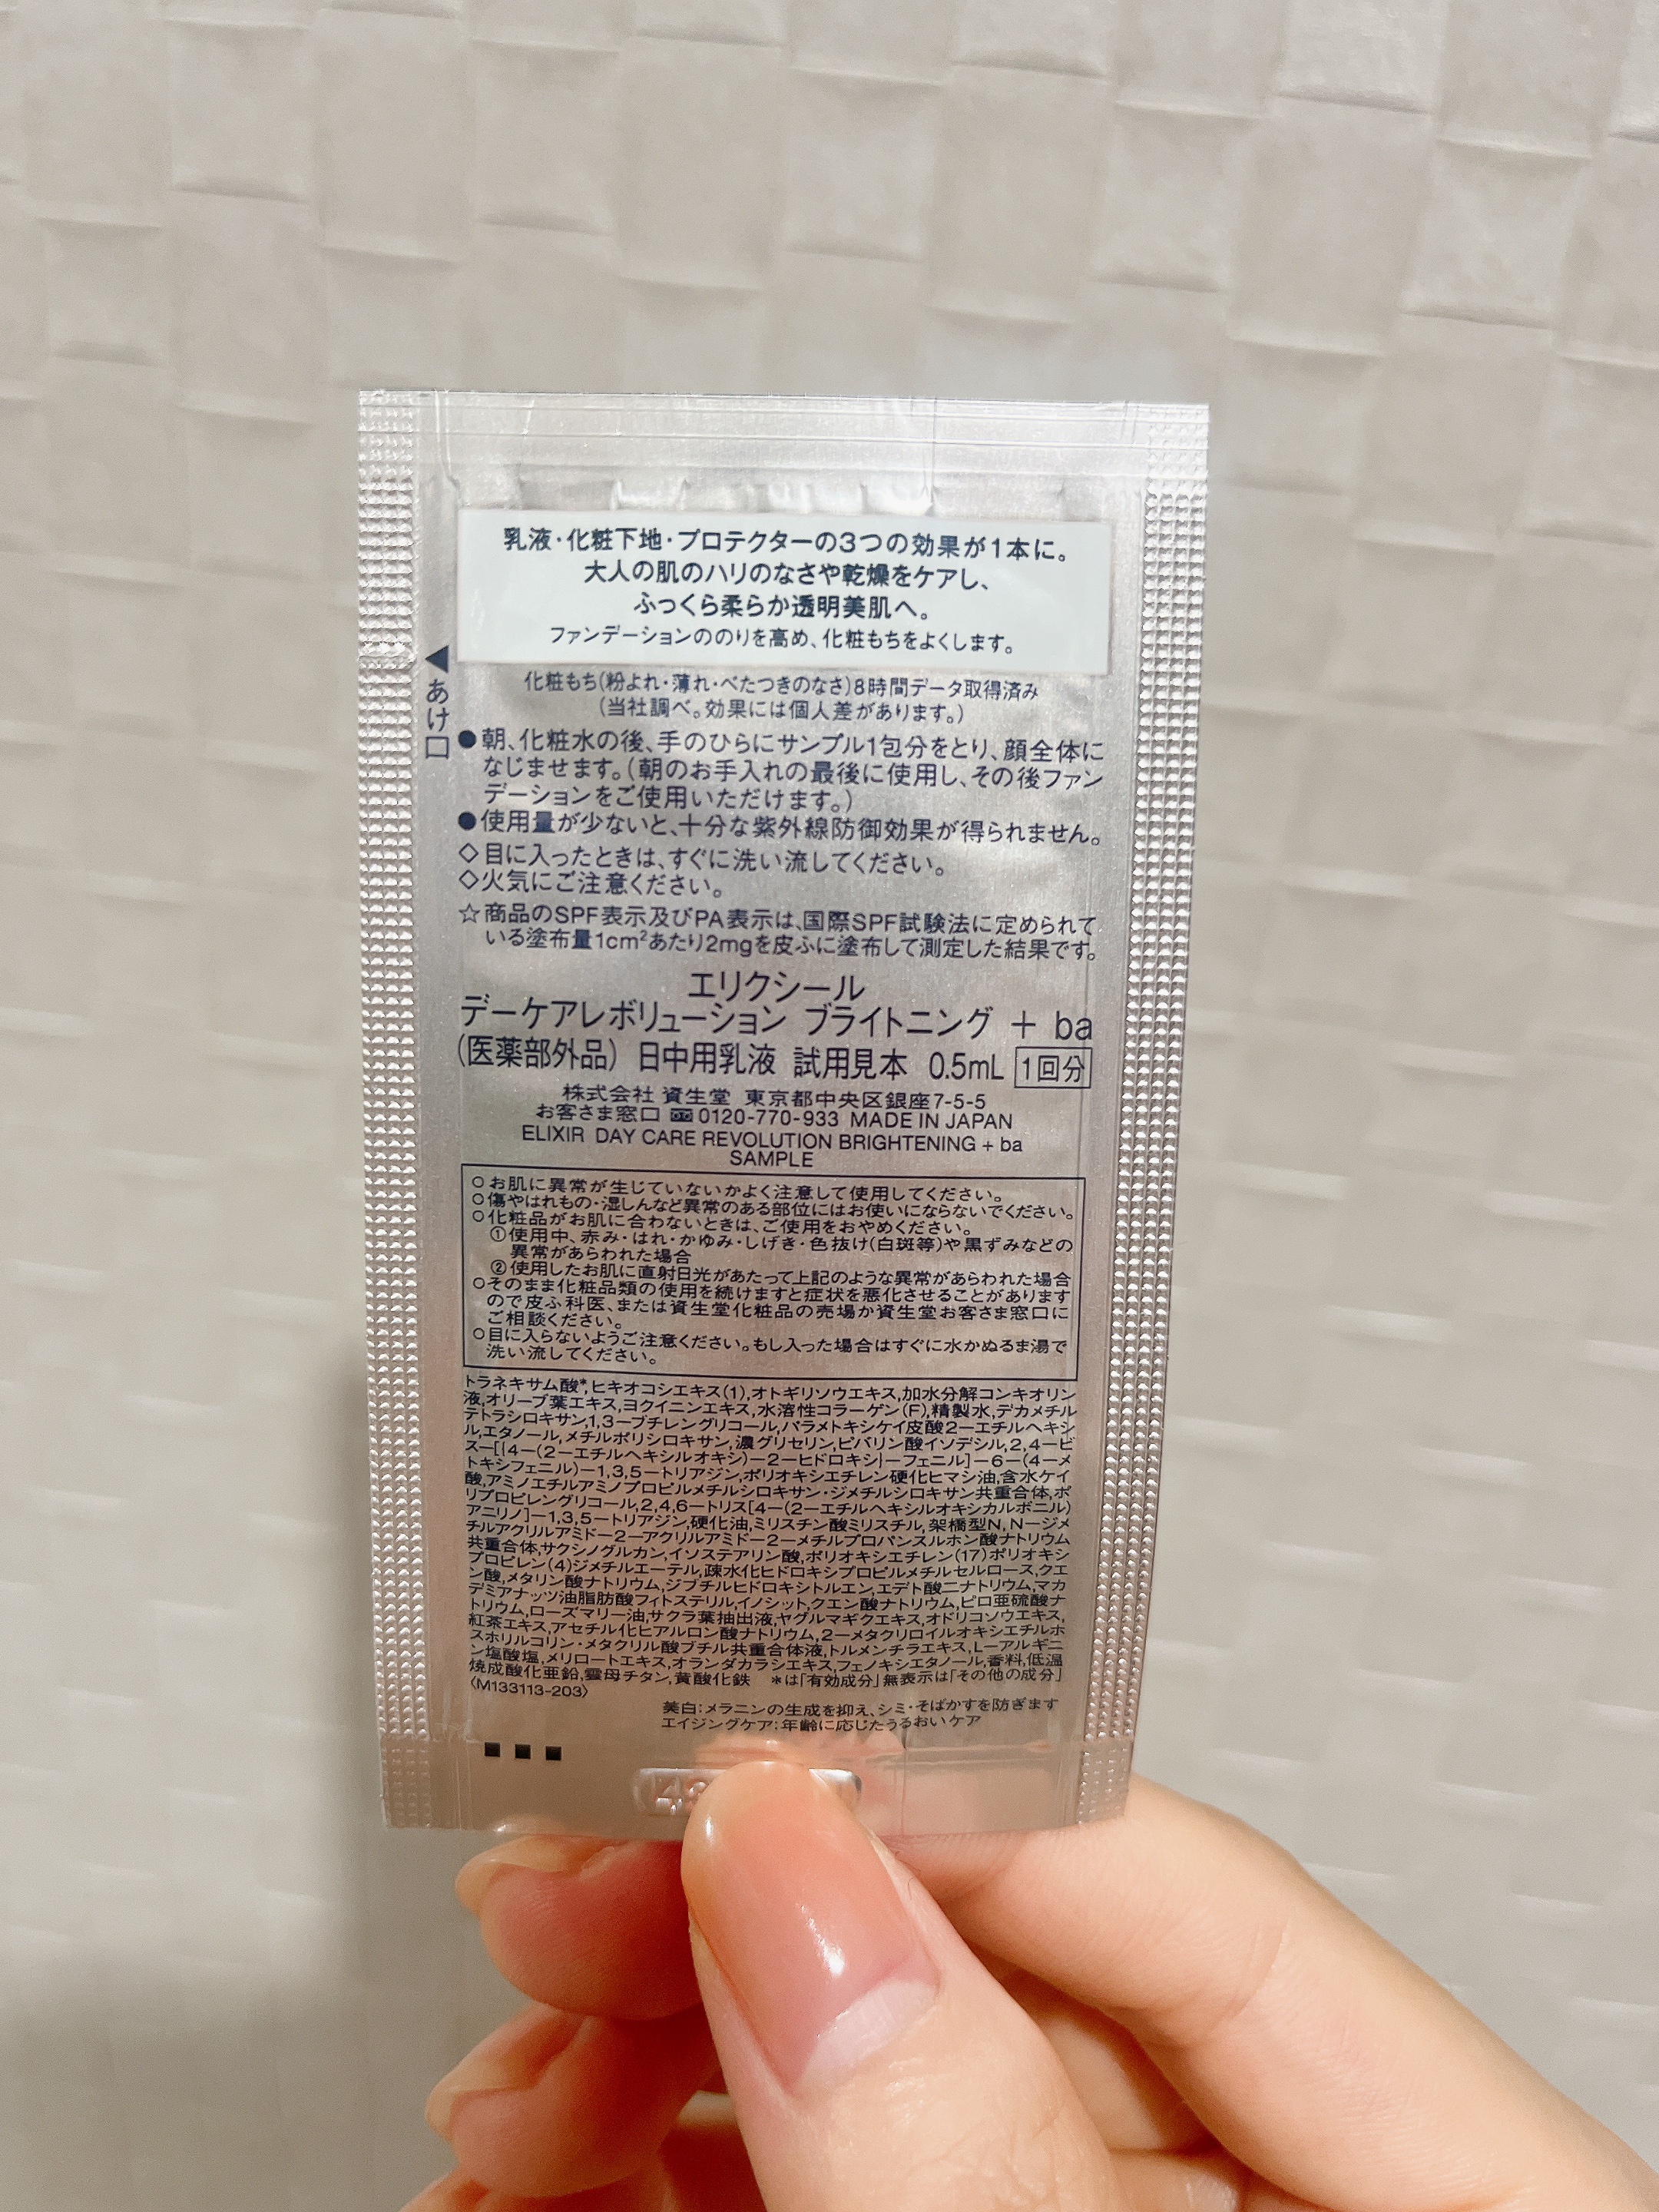 乳液・化粧下地・プロテクターの3つの効果が1本に。
大人の肌のハリのなさや乾燥をケアし、
ふっくら柔らか透明美肌へ。
ファンデーションののりを高め、化粧もちをよくします。
◀あけ口
化粧もち(粉よれ・薄れ・べたつきのなさ)8時間データ取得済み
(当社調べ。効果には個人差があります。)
●朝、化粧水の後、手のひらにサンプル1包分をとり、顔全体に
なじませます。(朝のお手入れの最後に使用し、その後ファン
デーションをご使用いただけます。)
●使用量が少ないと、十分な紫外線防御効果が得られません。
◇目に入ったときは、すぐに洗い流してください。
◇火気にご注意ください。
☆商品のSPF表示及びPA表示は、国際SPF試験法に定められて
いる塗布量1cm²あたり2mgを皮ふに塗布して測定した結果です。
エリクシール
デーケアレボリューション ブライトニング + ba
(医薬部外品) 日中用乳液 試用見本 0.5mL 1回分
株式会社 資生堂 東京都中央区銀座7-5-5
お客さま窓口 0120-770-933 MADE IN JAPAN
ELIXIR DAY CARE REVOLUTION BRIGHTENING + ba
SAMPLE
○お肌に異常が生じていないかよく注意して使用してください。
○傷やはれもの・湿しんなど異常のある部位にはお使いにならないでください。
○化粧品がお肌に合わないときは、ご使用をおやめください。
①使用中、赤み・はれ・かゆみ・しげき・色抜け(白斑等)や黒ずみなどの
異常があらわれた場合
②使用したお肌に直射日光があたって上記のような異常があらわれた場合
○そのまま化粧品類の使用を続けますと症状を悪化させることがあります
ので皮ふ科医、または資生堂化粧品の売場か資生堂お客さま窓口に
ご相談ください。
○目に入らないようご注意ください。もし入った場合はすぐに水かぬるま湯で
洗い流してください。
トラネキサム酸*,ヒキオコシエキス(1),オトギリソウエキス,加水分解コンキオリン
液,オリーブ葉エキス,ヨクイニンエキス,水溶性コラーゲン(F),精製水,デカメチル
テトラシロキサン,1,3-ブチレングリコール,パラメトキシケイ皮酸2-エチルヘキシ
ル,エタノール,メチルポリシロキサン,濃グリセリン,ピバリン酸イソデシル,2,4-ビ
ス-[{4-(2-エチルヘキシルオキシ)-2-ヒドロキシ}-フェニル]-6-(4-メ
トキシフェニル)-1,3,5-トリアジン,ポリオキシエチレン硬化ヒマシ油,含水ケイ
酸,アミノエチルアミノプロピルメチルシロキサン・ジメチルシロキサン共重合体,ポ
リプロピレングリコール,2,4,6-トリス[4-(2-エチルヘキシルオキシカルボニル)
アニリノ]-1,3,5-トリアジン,硬化油,ミリスチン酸ミリスチル,架橋型N,N-ジメ
チルアクリルアミド-2-アクリルアミド-2-メチルプロパンスルホン酸ナトリウム
共重合体,サクシノグルカン,イソステアリン酸,ポリオキシエチレン(17)ポリオキシ
プロピレン(4)ジメチルエーテル,疎水化ヒドロキシプロピルメチルセルロース,クエ
ン酸,メタリン酸ナトリウム,ジブチルヒドロキシトルエン,エデト酸二ナトリウム,マカ
デミアナッツ油脂肪酸フィトステリル,イノシット,クエン酸ナトリウム,ピロ亜硫酸ナ
トリウム,ローズマリー油,サクラ葉抽出液,ヤグルマギクエキス,オドリコソウエキス,
紅茶エキス,アセチル化ヒアルロン酸ナトリウム,2-メタクリロイルオキシエチルホ
スホリルコリン・メタクリル酸ブチル共重合体液,トルメンチラエキス,L-アルギニ
ン塩酸塩,メリロートエキス,オランダカラシエキス,フェノキシエタノール,香料,低温
焼成酸化亜鉛,雲母チタン,黄酸化鉄 *は「有効成分」無表示は「その他の成分」
〈M133113-203〉
美白:メラニンの生成を抑え、シミ・そばかすを防ぎます
エイジングケア:年齢に応じたうるおいケア